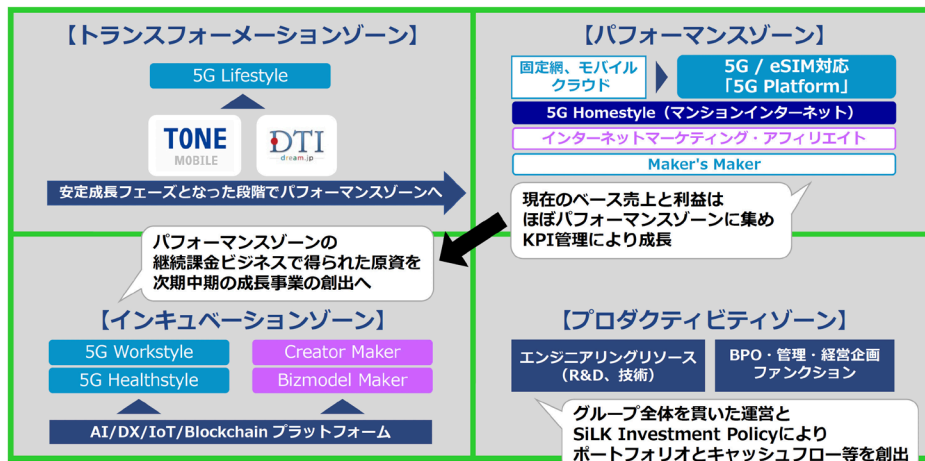 【トランスフォーメーションゾーン】
5G Lifestyle
TONE
MOBILE
DTI
dream.jp
安定成長フェーズとなった段階でパフォーマンスゾーンへ
【パフォーマンスゾーン】
固定網、モバイル
クラウド
5G / eSIM対応
「5G Platform」
5G Homestyle（マンションインターネット）
インターネットマーケティング・アフィリエイト
Maker's Maker
現在のベース売上と利益は
ほぼパフォーマンスゾーンに集め
KPI管理により成長
パフォーマンスゾーンの
継続課金ビジネスで得られた原資を
次期中期の成長事業の創出へ
【インキュベーションゾーン】
5G Workstyle
Creator Maker
5G Healthstyle
Bizmodel Maker
AI/DX/IoT/Blockchain プラットフォーム
【プロダクティビティゾーン】
エンジニアリングリソース
（R&D、技術）
BPO・管理・経営企画
ファンクション
グループ全体を貫いた運営と
SiLK Investment Policyにより
ポートフォリオとキャッシュフロー等を創出